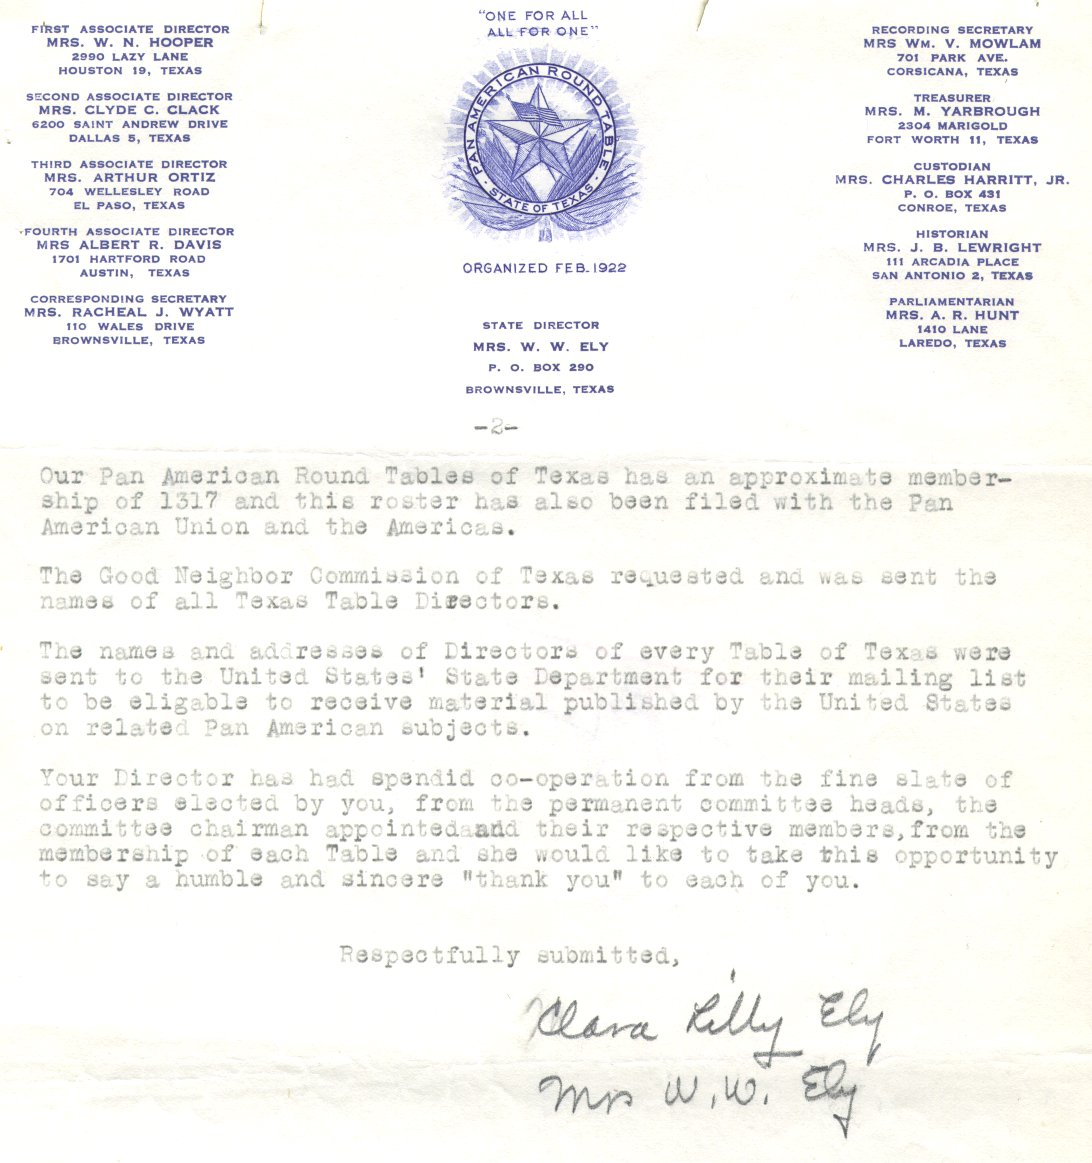 FIRST ASSOCIATE DIRECTOR
MRS. W. N. HOOPER
2990 LAZY LANE
HOUSTON 19, TEXAS
SECOND ASSOCIATE DIRECTOR
MRS. CLYDE C. CLACK
6200 SAINT ANDREW DRIVE
DALLAS 5, TEXAS
THIRD ASSOCIATE DIRECTOR
MRS. ARTHUR ORTIZ
704 WELLESLEY ROAD
EL PASO, TEXAS
FOURTH ASSOCIATE DIRECTOR
MRS ALBERT R. DAVIS
1701 HARTFORD ROAD
AUSTIN, TEXAS
CORRESPONDING SECRETARY
MRS. RACHEAL J. WYATT
110 WALES DRIVE
BROWNSVILLE, TEXAS
"ONE FOR ALL
ALL FOR ONE"
PAN AMERICAN ROUND TABLE
STATE OF TEXAS
ORGANIZED FEB. 1922
STATE DIRECTOR
MRS. W. W. ELY
P. O. BOX 290
BROWNSVILLE, TEXAS
RECORDING SECRETARY
MRS WM. V. MOWLAM
701 PARK AVE.
CORSICANA, TEXAS
TREASURER
MRS. M. YARBROUGH
2304 MARIGOLD
FORT WORTH 11, TEXAS
CUSTODIAN
MRS. CHARLES HARRITT, JR.
P. O. BOX 431
CONROE, TEXAS
HISTORIAN
MRS. J. B. LEWRIGHT
111 ARCADIA PLACE
SAN ANTONIO 2, TEXAS
PARLIAMENTARIAN
MRS. A. R. HUNT
1410 LANE
LAREDO, TEXAS
-2-
Our Pan American Round Tables of Texas has an approximate member-
ship of 1317 and this roster has also been filed with the Pan
American Union and the Americas.
The Good Neighbor Commission of Texas requested and was sent the
names of all Texas Table Directors.
The names and addresses of Directors of every Table of Texas were
sent to the United States' State Department for their mailing list
to be eligable to receive material published by the United States
on related Pan American subjects.
Your Director has had spendid co-operation from the fine slate of
officers elected by you, from the permanent committee heads, the
committee chairman appointed and their respective members,from the
membership of each Table and she would like to take this opportunity
to say a humble and sincere "thank you" to each of you.
Respectfully submitted,
Clara Lilly Ely
Mrs W. W. Ely